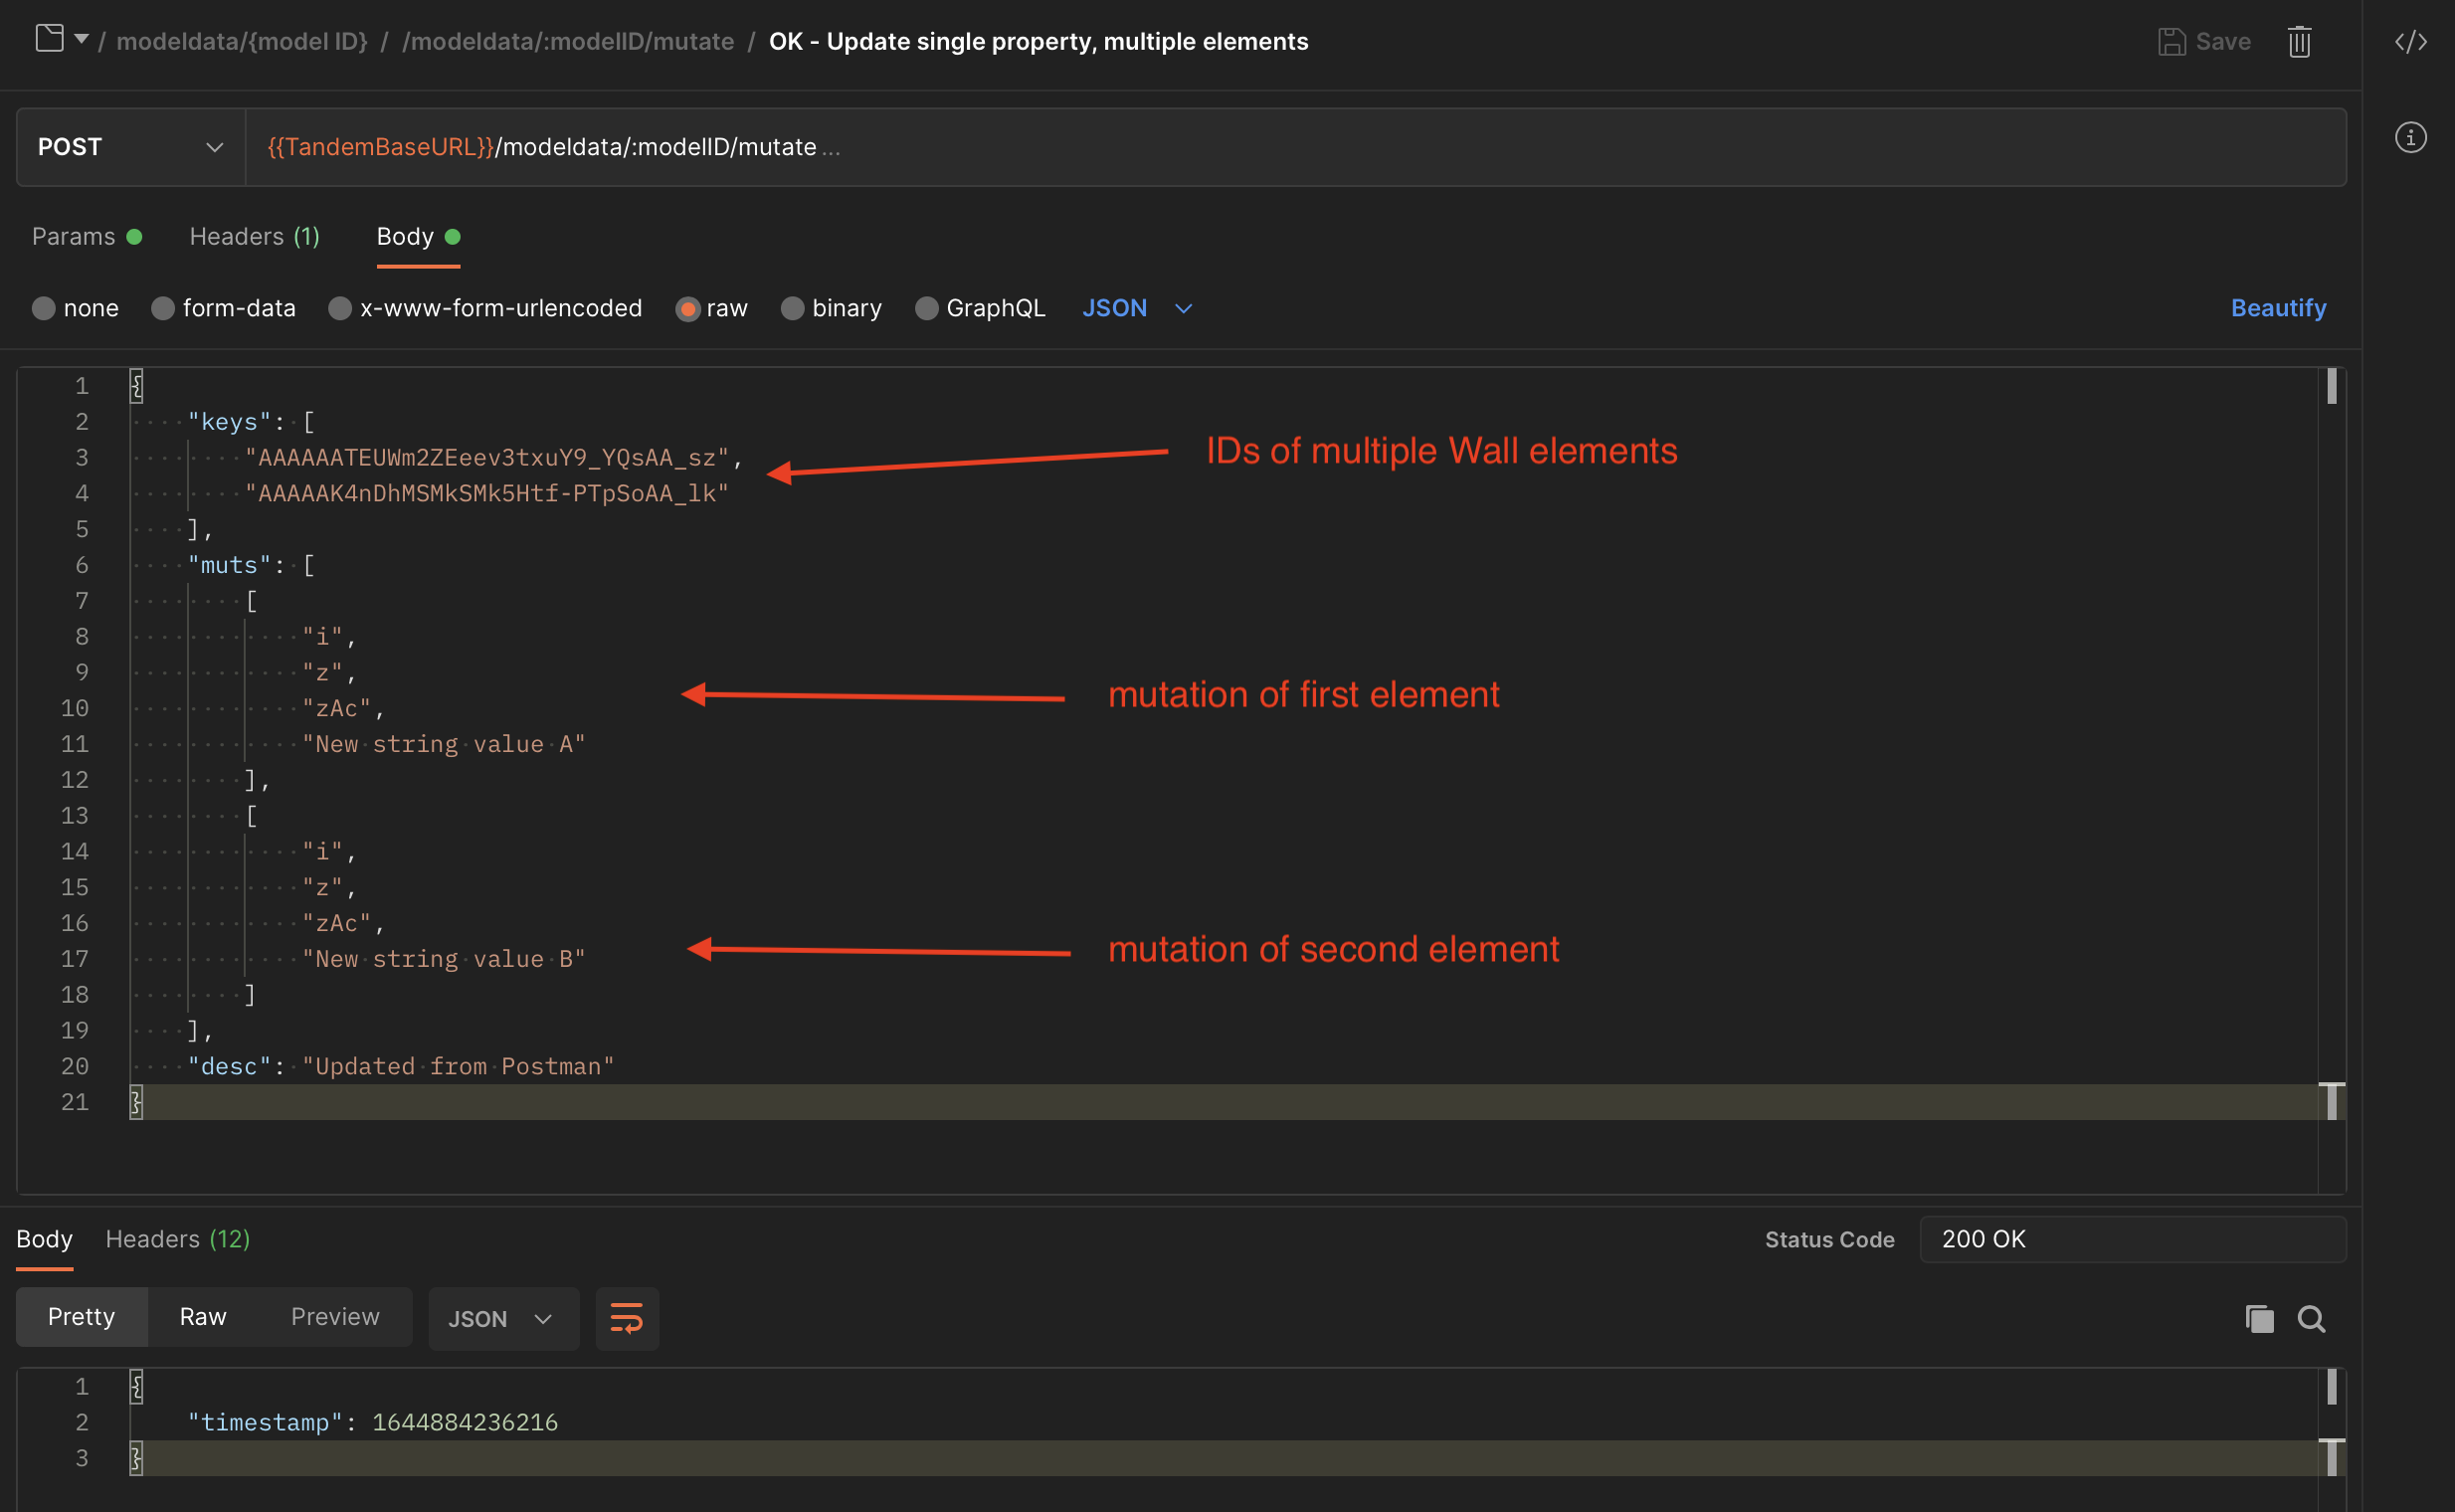 / modeldata/{model ID} / /modeldata/:modelID/mutate / OK - Update single property, multiple elements
Save
POST
{{TandemBaseURL}}/modeldata/:modelID/mutate ...
Params Headers (1) Body
none form-data x-www-form-urlencoded raw binary GraphQL JSON Beautify
1 {
2 "keys": [
3 "AAAAAATEUWm2ZEeev3txuY9_YQsAA_sz",
IDs of multiple Wall elements
4 "AAAAAK4nDhMSMkSMk5Htf-PTpSoAA_lk"
5 ],
6 "muts": [
7 [
8 "i",
9 "z",
mutation of first element
10 "zAc",
11 "New string value A"
12 ],
13 [
14 "i",
15 "z",
16 "zAc",
mutation of second element
17 "New string value B"
18 ]
19 ],
20 "desc": "Updated from Postman"
21 }
Body Headers (12) Status Code 200 OK
Pretty Raw Preview JSON
1 {
2 "timestamp": 1644884236216
3 }